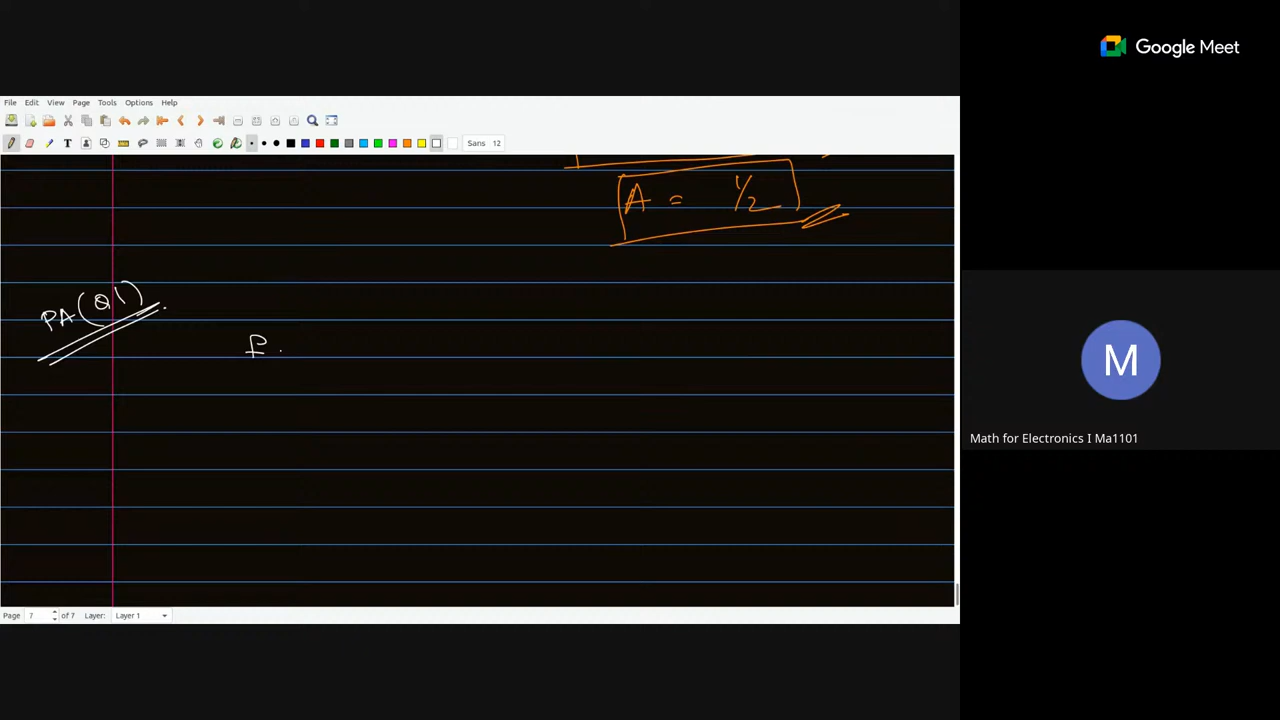 Google Meet
File Edit View Page Tools Options Help
Sans 12
A = 1/2
PA(Q1)
Math for Electronics I Ma1101
M
Page 7 of 7 Layer: Layer 1